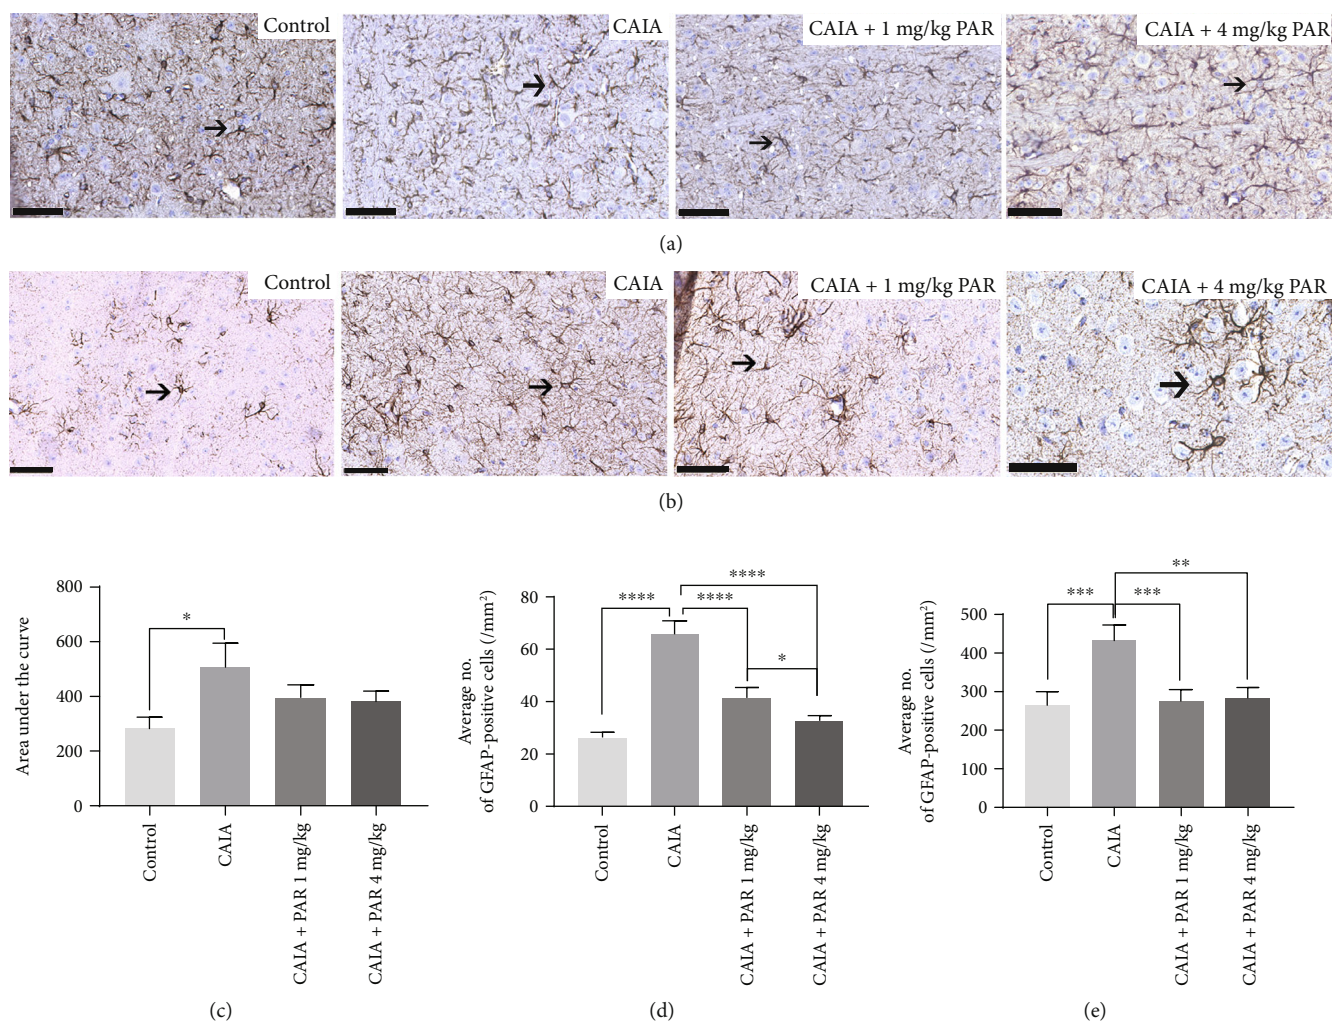 Control
CAIA
CAIA + 1 mg/kg PAR
CAIA + 4 mg/kg PAR
(a)
Control
CAIA
CAIA + 1 mg/kg PAR
CAIA + 4 mg/kg PAR
(b)
Area under the curve
800
600
400
200
0
*
Control
CAIA
CAIA + PAR 1 mg/kg
CAIA + PAR 4 mg/kg
(c)
Average no.
of GFAP-positive cells (/mm²)
80
60
40
20
0
****
****
****
*
Control
CAIA
CAIA + PAR 1 mg/kg
CAIA + PAR 4 mg/kg
(d)
Average no.
of GFAP-positive cells (/mm²)
500
400
300
200
100
0
**
***
***
Control
CAIA
CAIA + PAR 1 mg/kg
CAIA + PAR 4 mg/kg
(e)